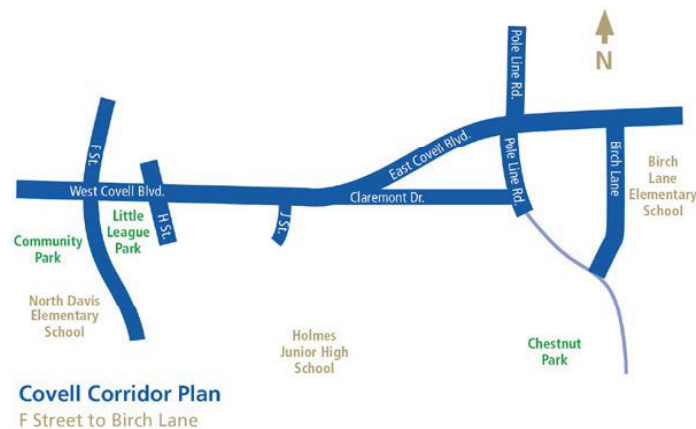 Pole Line Rd.
N
F St.
East Covell Blvd.
Pole Line Rd.
Birch Lane
Birch
Lane
Elementary
School
West Covell Blvd.
Claremont Dr.
Little
League
Park
H St.
J St.
Community
Park
North Davis
Elementary
School
Holmes
Junior High
School
Chestnut
Park
Covell Corridor Plan
F Street to Birch Lane